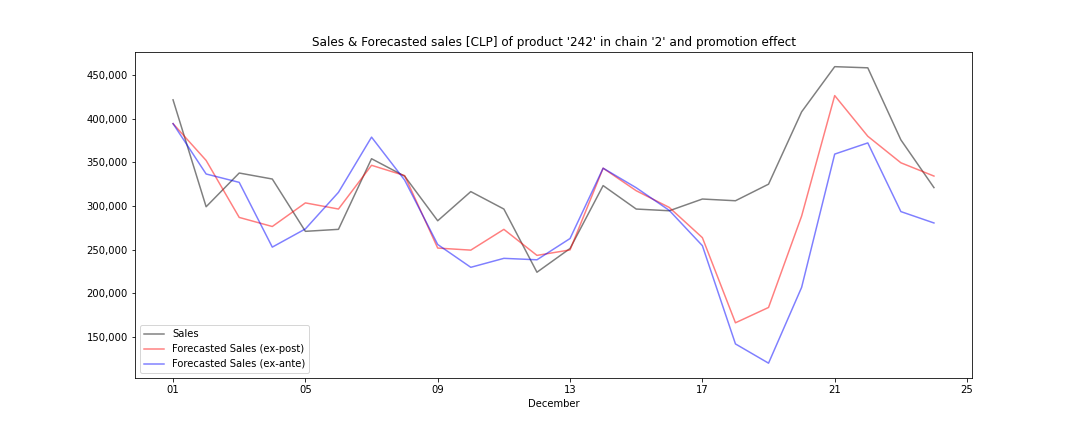 Sales & Forecasted sales [CLP] of product '242' in chain '2' and promotion effect
450,000
400,000
350,000
300,000
250,000
200,000
150,000
Sales
Forecasted Sales (ex-post)
Forecasted Sales (ex-ante)
01 05 09 13 17 21 25
December